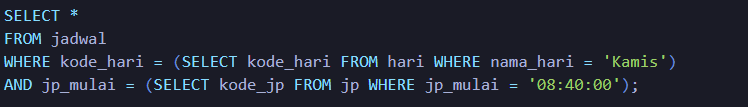 SELECT *
FROM jadwal
WHERE kode_hari = (SELECT kode_hari FROM hari WHERE nama_hari = 'Kamis')
AND jp_mulai = (SELECT kode_jp FROM jp WHERE jp_mulai = '08:40:00');